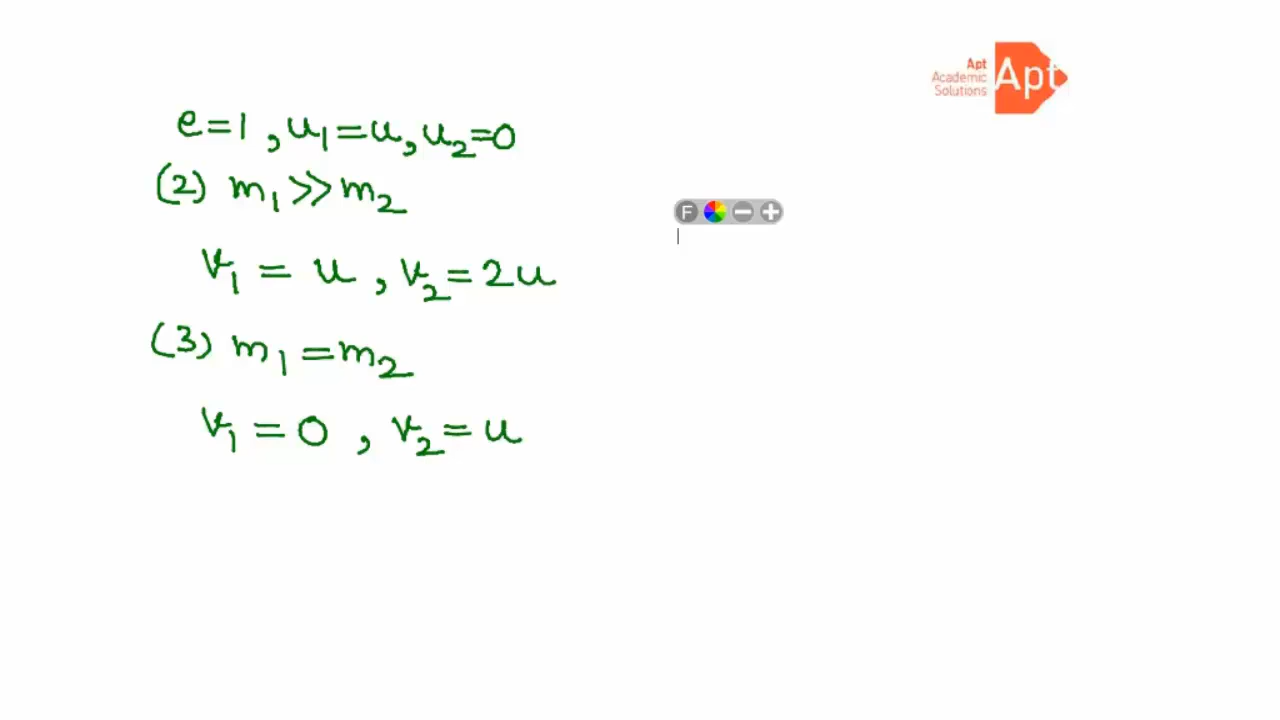 Apt
Academic
Solutions
Apt
e=1, u₁=u, u₂=0
(2) m₁>>m₂
v₁ = u, v₂=2u
(3) m₁=m₂
v₁=0, v₂=u
F